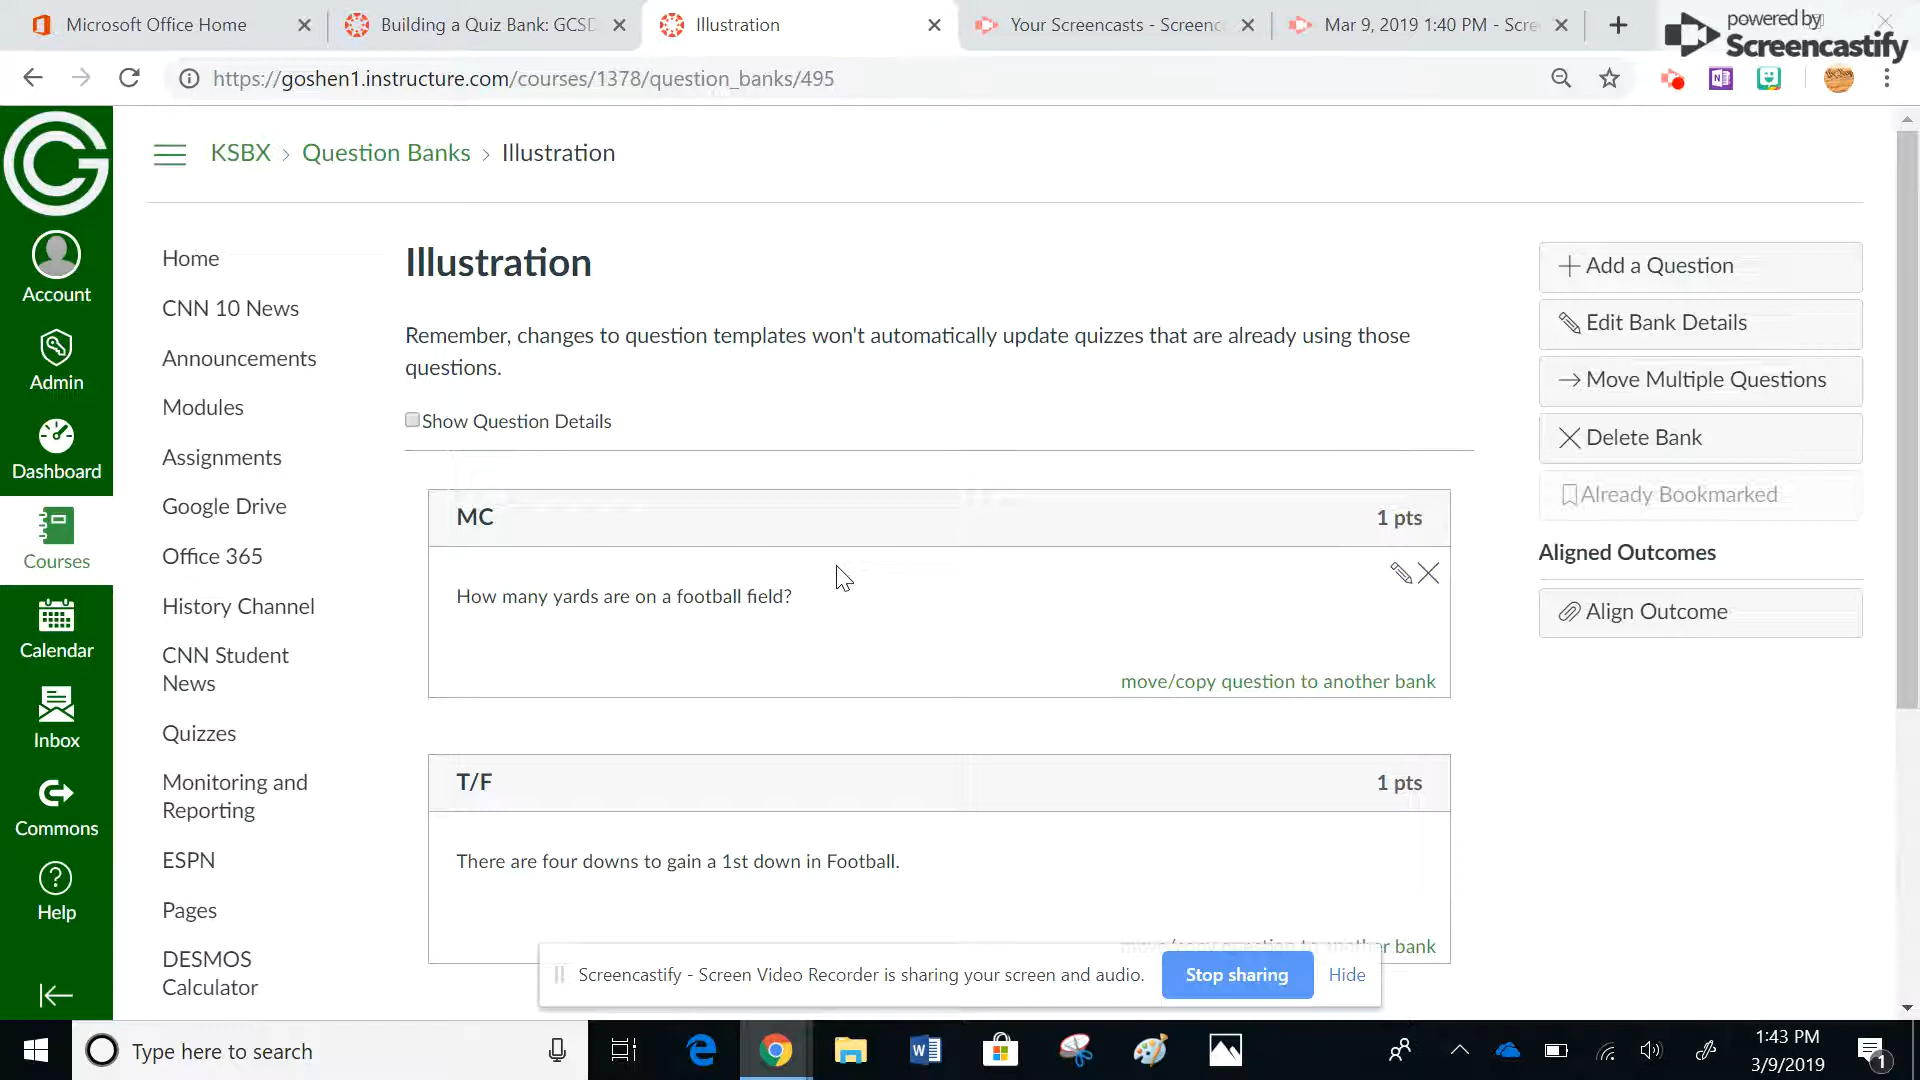 Microsoft Office Home
Building a Quiz Bank: GCSD
Illustration
Your Screencasts - Screenc
Mar 9, 2019 1:40 PM - Scre
powered by
Screencastify
https://goshen1.instructure.com/courses/1378/question_banks/495
KSBX > Question Banks > Illustration
Account
Admin
Dashboard
Courses
Calendar
Inbox
Commons
Help
Home
CNN 10 News
Announcements
Modules
Assignments
Google Drive
Office 365
History Channel
CNN Student
News
Quizzes
Monitoring and
Reporting
ESPN
Pages
DESMOS
Calculator
Illustration
Remember, changes to question templates won't automatically update quizzes that are already using those
questions.
Show Question Details
MC 1 pts
How many yards are on a football field?
move/copy question to another bank
T/F 1 pts
There are four downs to gain a 1st down in Football.
move/copy question to another bank
Add a Question
Edit Bank Details
Move Multiple Questions
Delete Bank
Already Bookmarked
Aligned Outcomes
Align Outcome
Screencastify - Screen Video Recorder is sharing your screen and audio. Stop sharing Hide
Type here to search
1:43 PM
3/9/2019
1